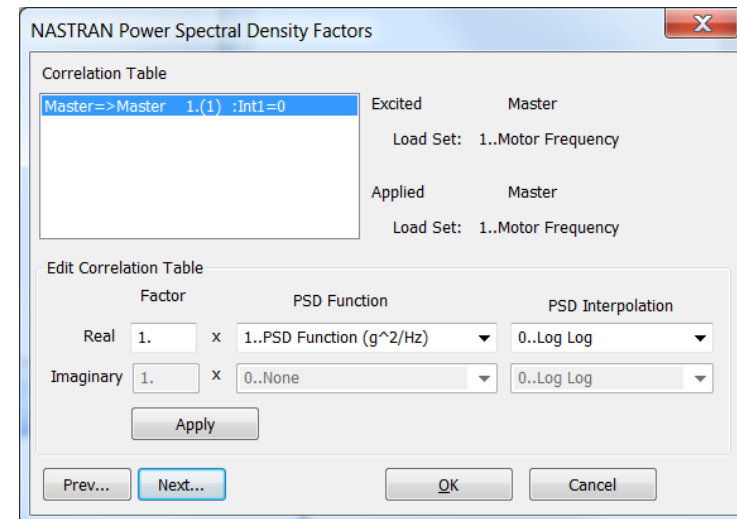 NASTRAN Power Spectral Density Factors
X
Correlation Table
Master=>Master 1.(1) :Int1=0
Excited Master
Load Set: 1..Motor Frequency
Applied Master
Load Set: 1..Motor Frequency
Edit Correlation Table
Factor PSD Function PSD Interpolation
Real 1. x 1..PSD Function (g^2/Hz) 0..Log Log
Imaginary 1. x 0..None 0..Log Log
Apply
Prev... Next... OK Cancel